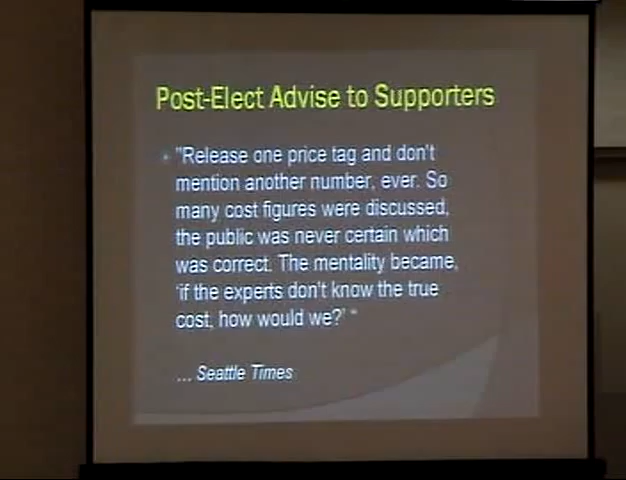 Post-Elect Advise to Supporters
"Release one price tag and don't
mention another number, ever. So
many cost figures were discussed,
the public was never certain which
was correct. The mentality became,
'if the experts don't know the true
cost, how would we?' "
... Seattle Times